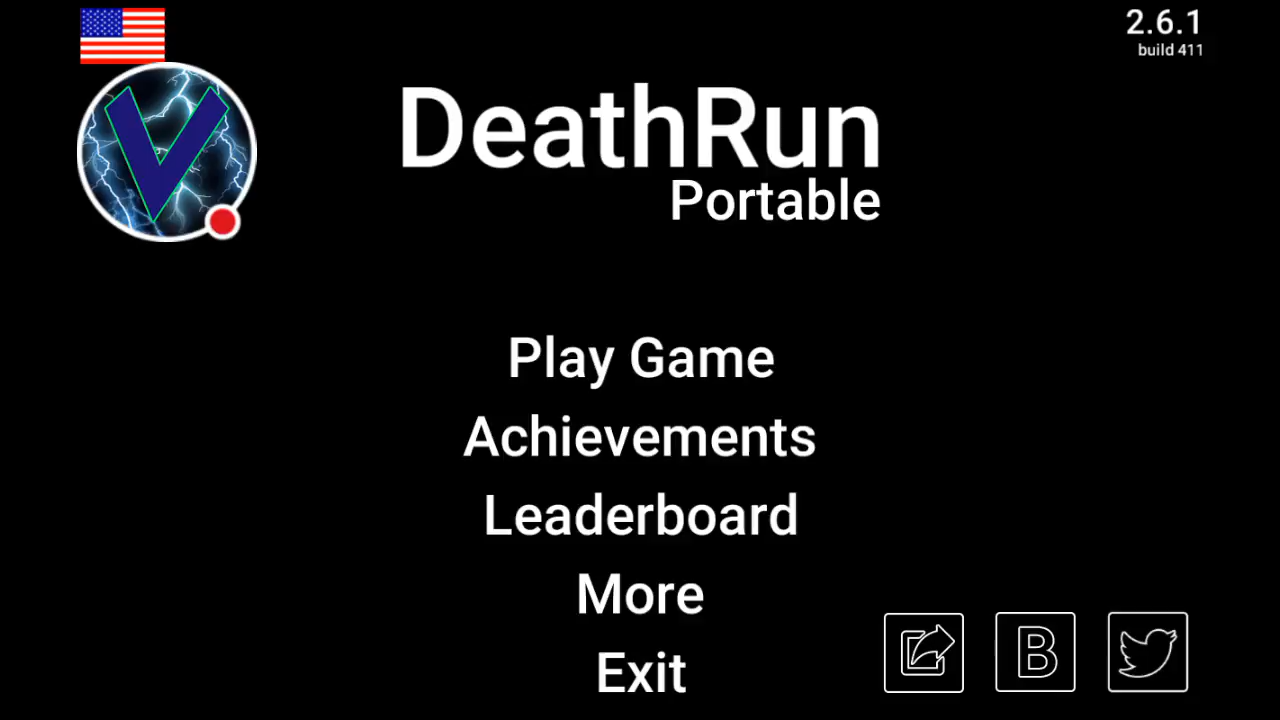 2.6.1
build 411
V
DeathRun
Portable
Play Game
Achievements
Leaderboard
More
Exit
B